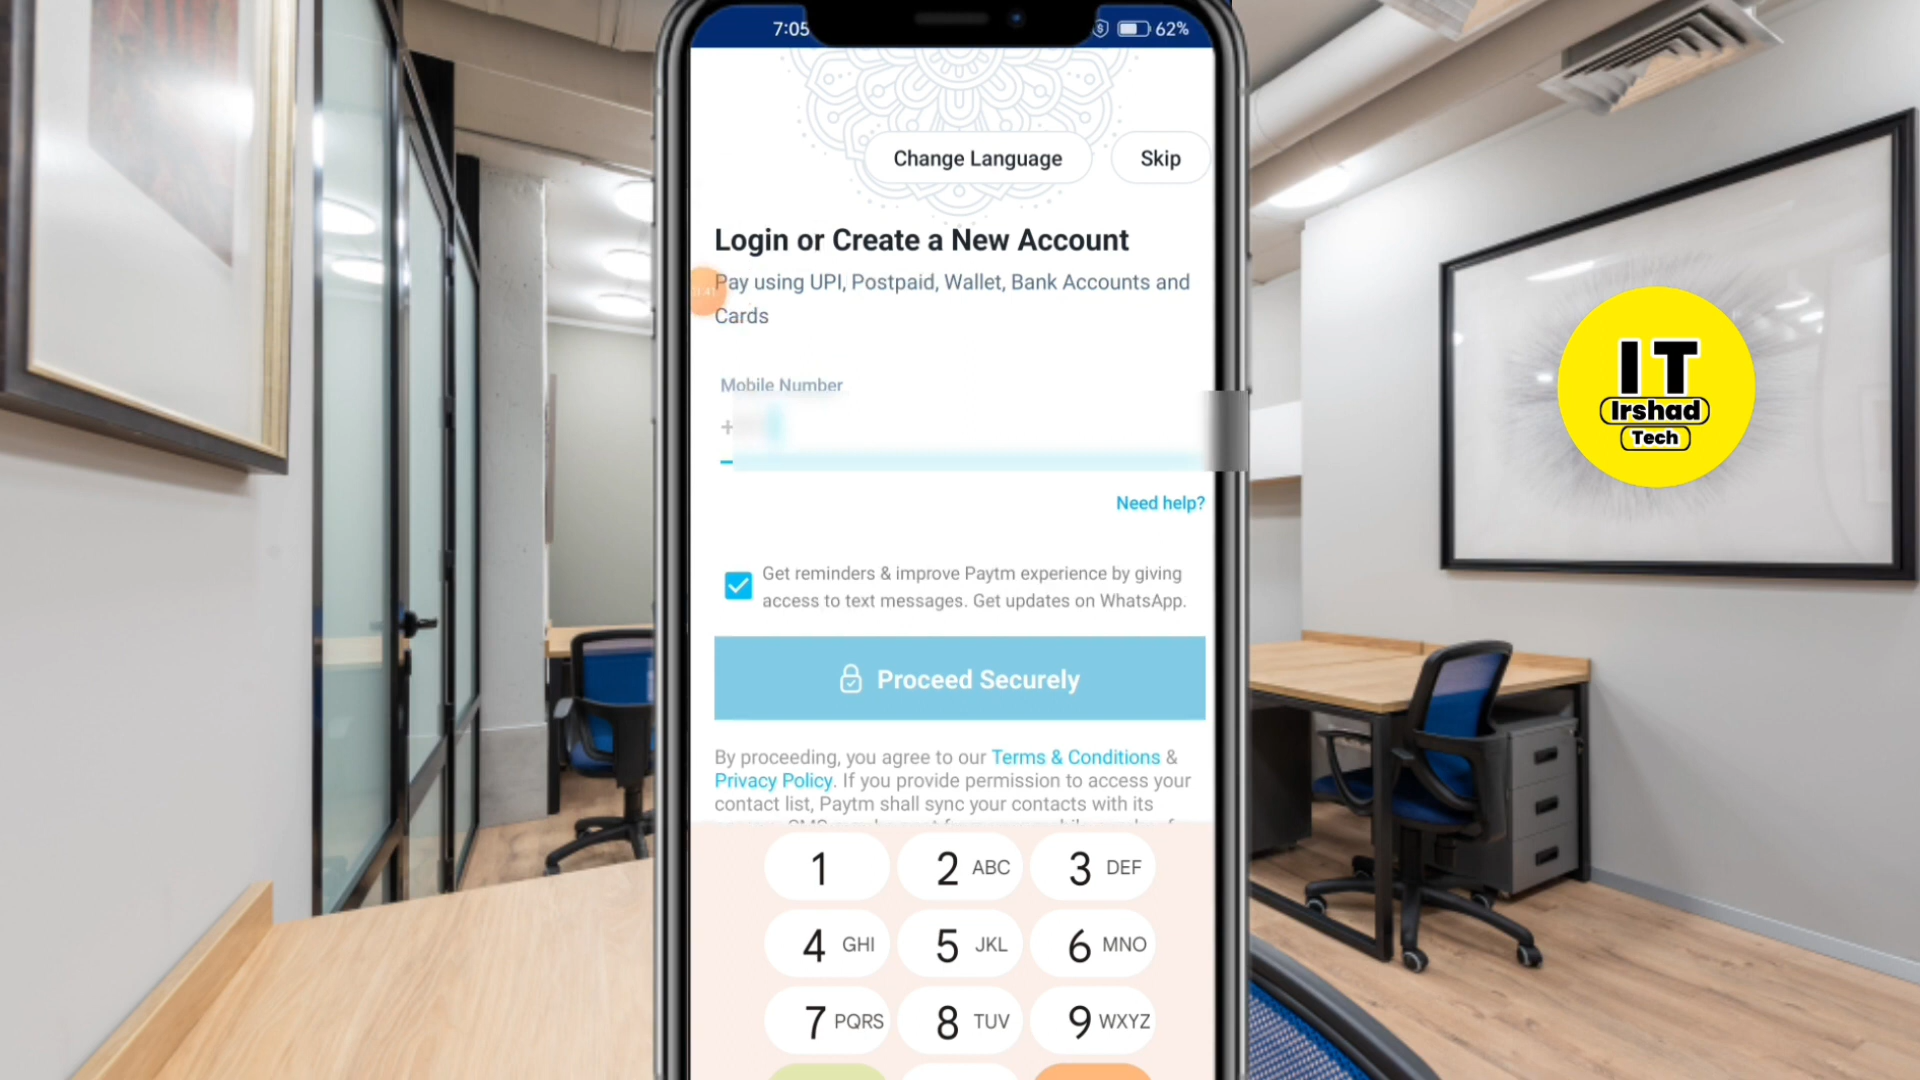 7:05
62%
Change Language
Skip
Login or Create a New Account
Pay using UPI, Postpaid, Wallet, Bank Accounts and
Cards
Mobile Number
+
Need help?
Get reminders & improve Paytm experience by giving
access to text messages. Get updates on WhatsApp.
Proceed Securely
By proceeding, you agree to our Terms & Conditions &
Privacy Policy. If you provide permission to access your
contact list, Paytm shall sync your contacts with its
1
2 ABC
3 DEF
4 GHI
5 JKL
6 MNO
7 PQRS
8 TUV
9 WXYZ
IT
Irshad
Tech